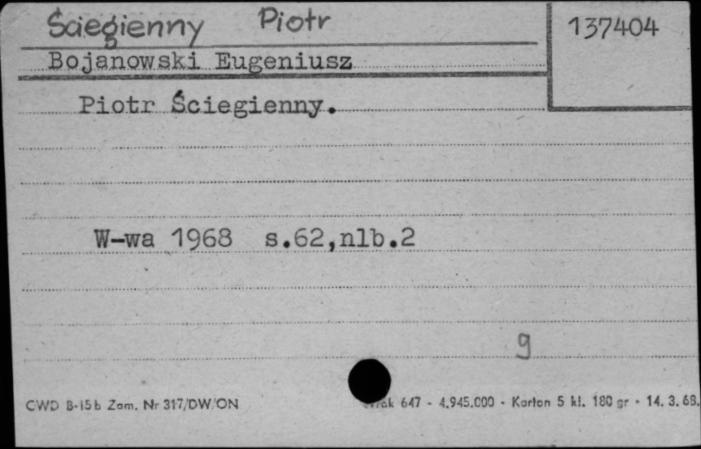 Ściegienny Piotr
137404
Bojanowski Eugeniusz
Piotr Ściegienny.
W-wa 1968 s.62,nlb.2
9
CWD B-15b Zam. Nr 317/DW/ON
647 - 4.945.000 - Karton 5 kl. 180 gr - 14. 3. 68.